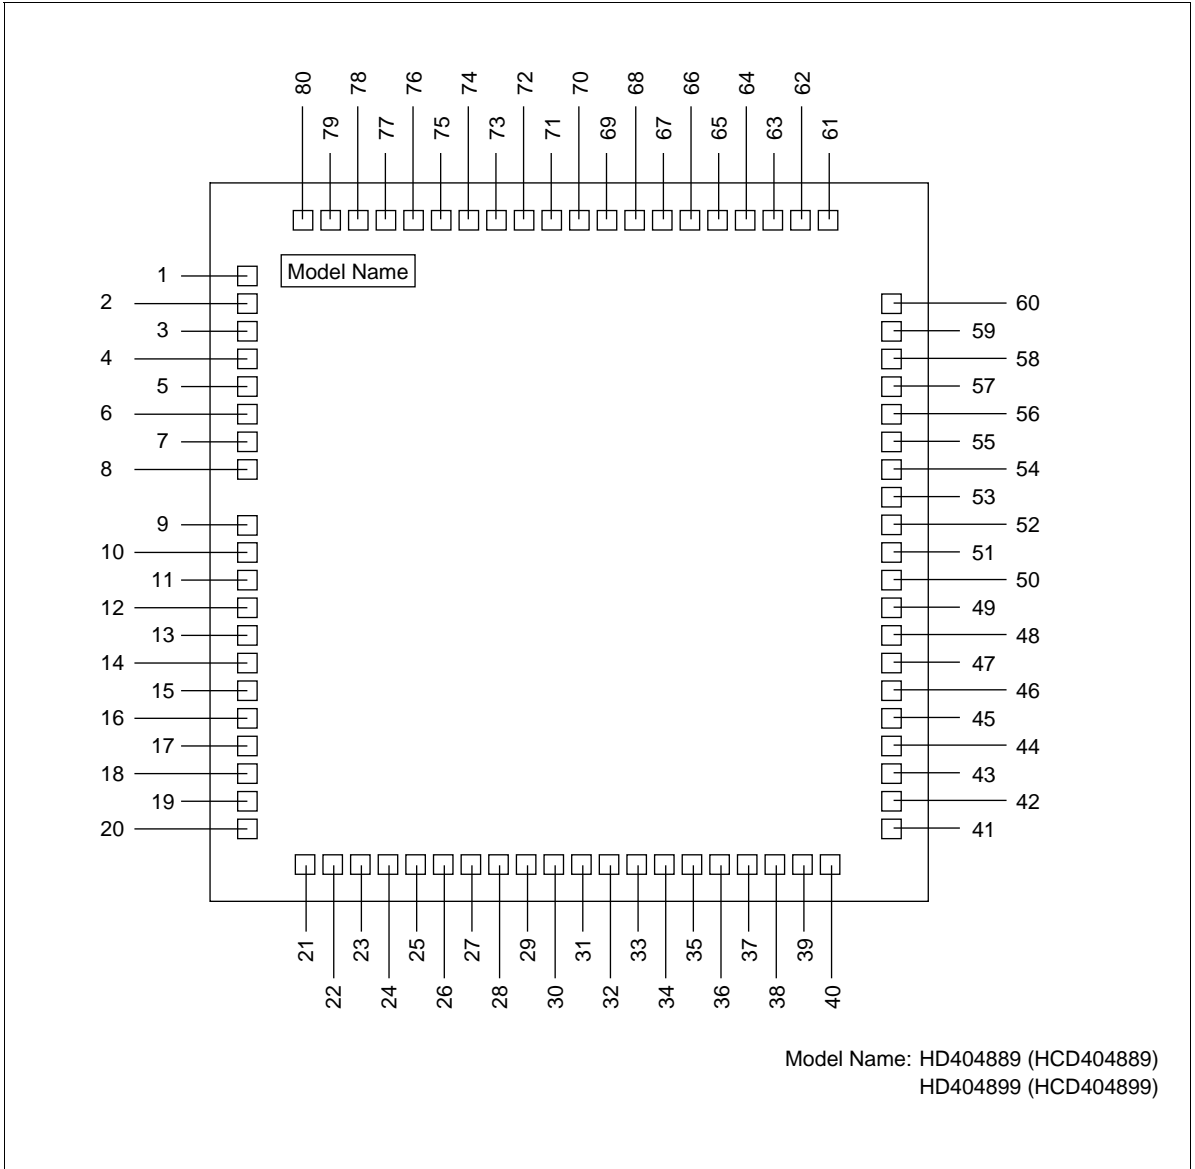 80 78 76 74 72 70 68 66 64 62
79 77 75 73 71 69 67 65 63 61
1 Model Name
2 60
3 59
4 58
5 57
6 56
7 55
8 54
53
9 52
10 51
11 50
12 49
13 48
14 47
15 46
16 45
17 44
18 43
19 42
20 41
21 23 25 27 29 31 33 35 37 39
22 24 26 28 30 32 34 36 38 40
Model Name: HD404889 (HCD404889)
HD404899 (HCD404899)